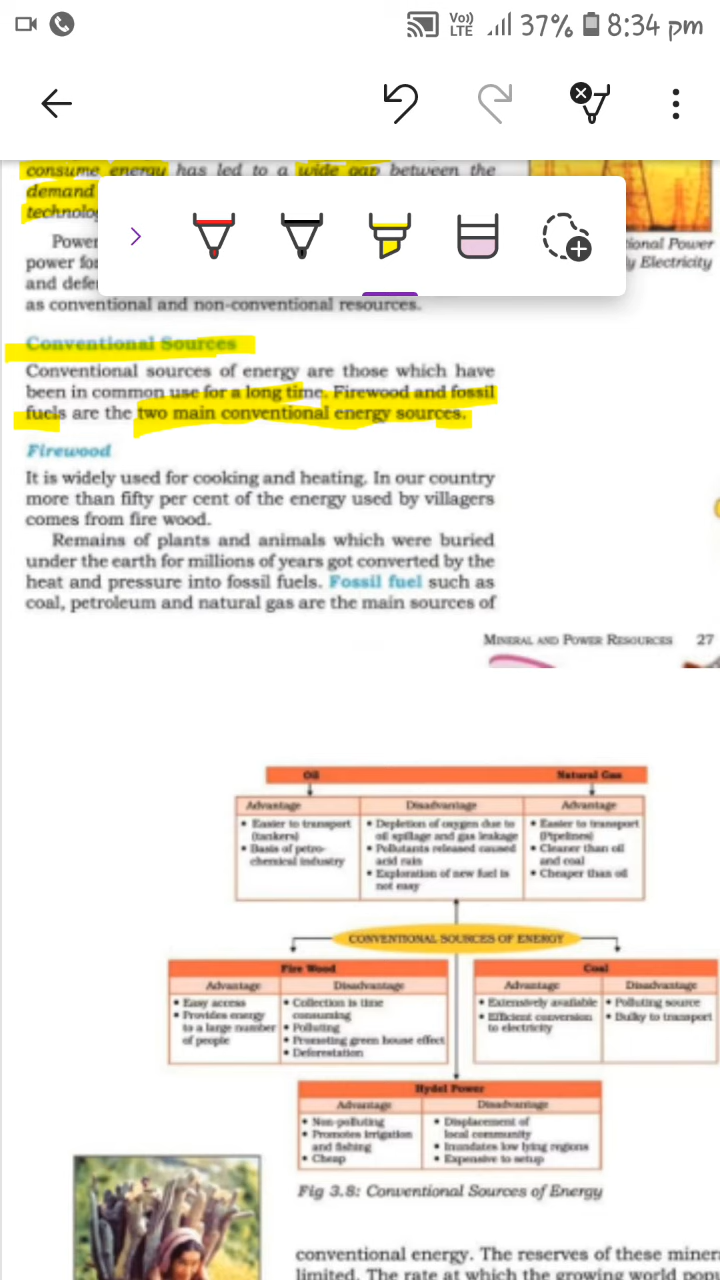 Vo))
LTE
37%
8:34 pm
consume energy has led to a wide gap between the
demand
technolog
ional Power
y Electricity
Power
power for
and defe
as conventional and non-conventional resources.
Conventional Sources
Conventional sources of energy are those which have
been in common use for a long time. Firewood and fossil
fuels are the two main conventional energy sources.
Firewood
It is widely used for cooking and heating. In our country
more than fifty per cent of the energy used by villagers
comes from fire wood.
Remains of plants and animals which were buried
under the earth for millions of years got converted by the
heat and pressure into fossil fuels. Fossil fuel such as
coal, petroleum and natural gas are the main sources of
MINERAL AND POWER RESOURCES 27
Oil
Natural Gas
Advantage
• Easier to transport
(tankers)
• Basis of petro-
chemical industry
Disadvantage
• Depletion of oxygen due to
oil spillage and gas leakage
• Pollutants released caused
acid rain
• Exploration of new fuel is
not easy
Advantage
• Easier to transport
(Pipelines)
• Cleaner than oil
and coal
• Cheaper than oil
CONVENTIONAL SOURCES OF ENERGY
Fire Wood
Advantage
• Easy access
• Provides energy
to a large number
of people
Disadvantage
• Collection is time
consuming
• Polluting
• Promoting green house effect
• Deforestation
Coal
Advantage
• Extensively available
• Efficient conversion
to electricity
Disadvantage
• Polluting source
• Bulky to transport
Hydel Power
Advantage
• Non-polluting
• Promotes irrigation
and fishing
• Cheap
Disadvantage
• Displacement of
local community
• Inundates low lying regions
• Expensive to setup
Fig 3.8: Conventional Sources of Energy
conventional energy. The reserves of these miner
limited. The rate at which the growing world popu